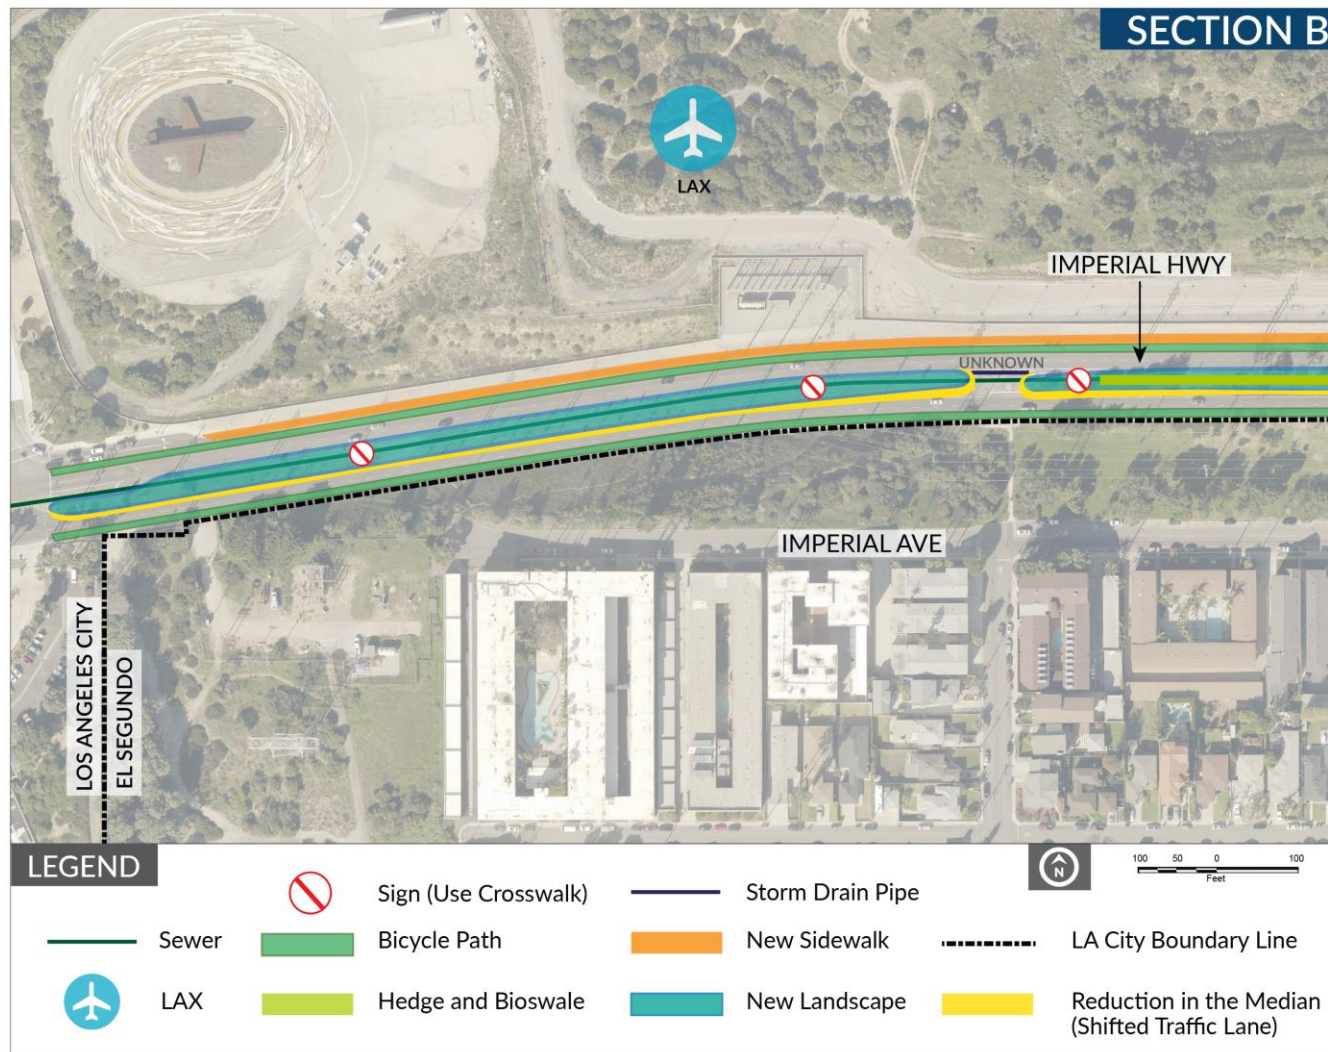 SECTION B
LAX
IMPERIAL HWY
UNKNOWN
IMPERIAL AVE
LOS ANGELES CITY
EL SEGUNDO
LEGEND
N
100 50 0 100
Feet
Sign (Use Crosswalk)
Storm Drain Pipe
Sewer
Bicycle Path
New Sidewalk
LA City Boundary Line
LAX
Hedge and Bioswale
New Landscape
Reduction in the Median
(Shifted Traffic Lane)